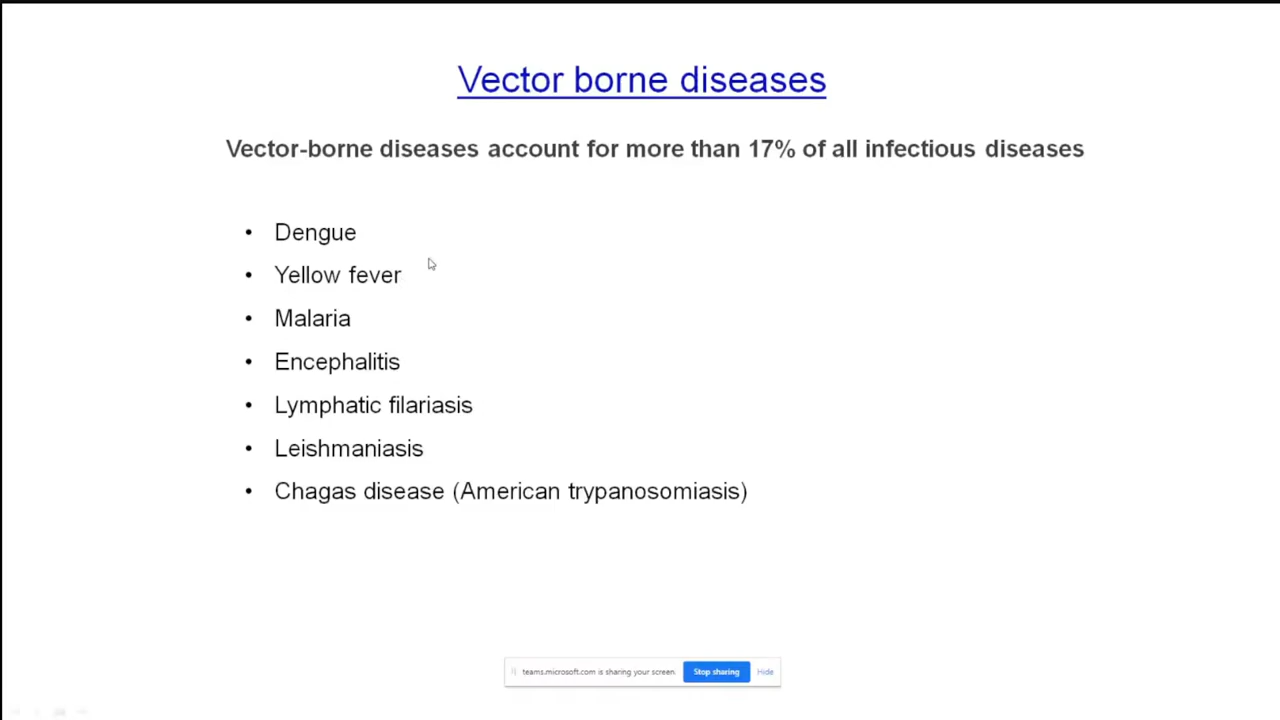 Vector borne diseases
Vector-borne diseases account for more than 17% of all infectious diseases
• Dengue
• Yellow fever
• Malaria
• Encephalitis
• Lymphatic filariasis
• Leishmaniasis
• Chagas disease (American trypanosomiasis)
teams.microsoft.com is sharing your screen. Stop sharing Hide